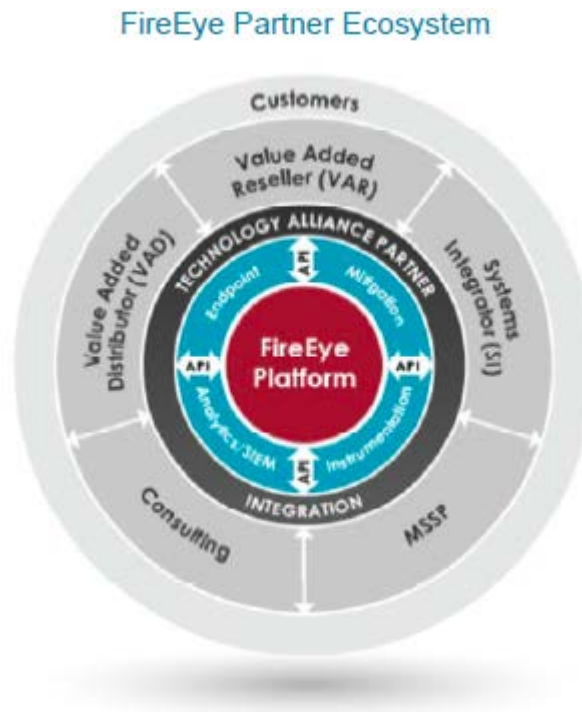 FireEye Partner Ecosystem
Customers
Value Added
Reseller (VAR)
Value Added
Distributor (VAD)
Systems
Integrator (SI)
TECHNOLOGY ALLIANCE PARTNER
API
Endpoint
Mitigation
FireEye
Platform
API
API
Analytics/SIEM
Instrumentation
API
INTEGRATION
Consulting
MSSP